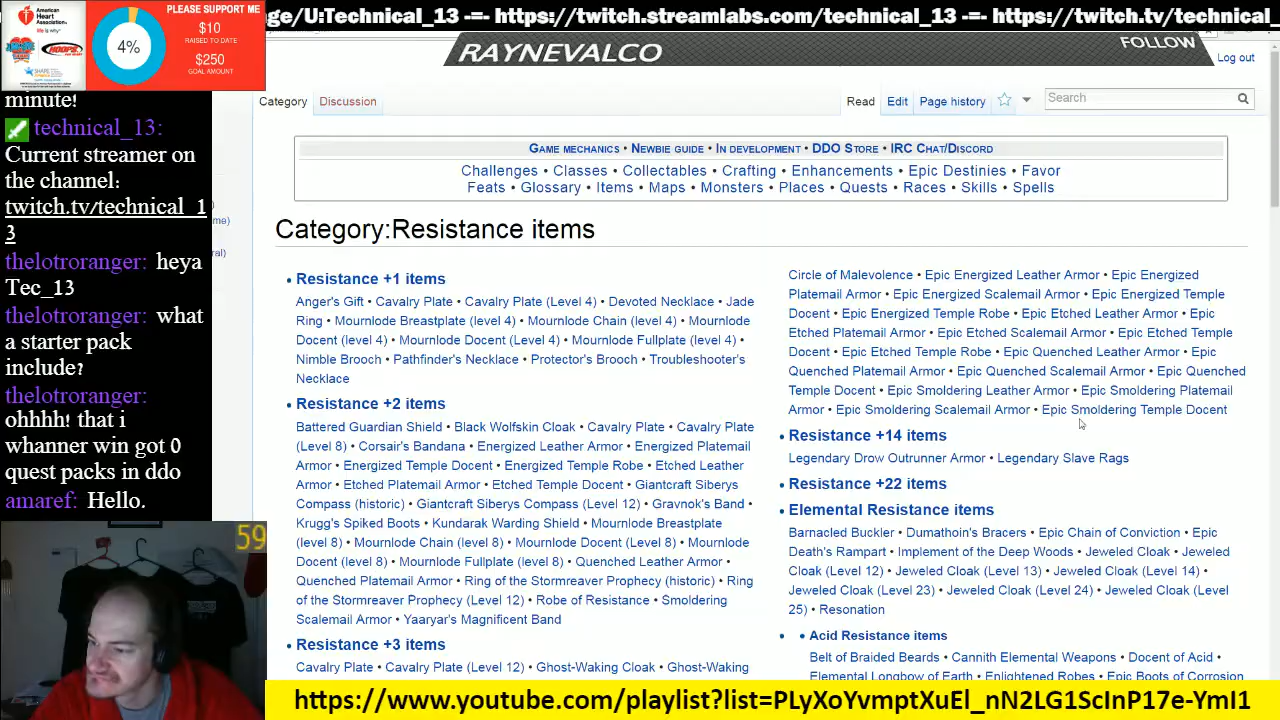 American Heart Association
life is why
PLEASE SUPPORT ME
$10
RAISED TO DATE
$250
GOAL AMOUNT
4%
ge/U:Technical_13 -=- https://twitch.streamlabs.com/technical_13 -=- https://twitch.tv/technical_
RAYNEVALCO
FOLLOW
Log out
minute!
technical_13:
Current streamer on
the channel:
twitch.tv/technical_1
3
thelotroranger: heya
Tec_13
thelotroranger: what
a starter pack
include?
thelotroranger:
ohhhh! that i
whanner win got 0
quest packs in ddo
amaref: Hello.
59
Category Discussion
Read Edit Page history
Search
GAME MECHANICS • NEWBIE GUIDE • IN DEVELOPMENT • DDO STORE • IRC CHAT/DISCORD
Challenges • Classes • Collectables • Crafting • Enhancements • Epic Destinies • Favor
Feats • Glossary • Items • Maps • Monsters • Places • Quests • Races • Skills • Spells
Category:Resistance items
• Resistance +1 items
Anger's Gift • Cavalry Plate • Cavalry Plate (Level 4) • Devoted Necklace • Jade
Ring • Mournlode Breastplate (level 4) • Mournlode Chain (level 4) • Mournlode
Docent (level 4) • Mournlode Docent (Level 4) • Mournlode Fullplate (level 4) •
Nimble Brooch • Pathfinder's Necklace • Protector's Brooch • Troubleshooter's
Necklace
• Resistance +2 items
Battered Guardian Shield • Black Wolfskin Cloak • Cavalry Plate • Cavalry Plate
(Level 8) • Corsair's Bandana • Energized Leather Armor • Energized Platemail
Armor • Energized Temple Docent • Energized Temple Robe • Etched Leather
Armor • Etched Platemail Armor • Etched Temple Docent • Giantcraft Siberys
Compass (historic) • Giantcraft Siberys Compass (Level 12) • Gravnok's Band •
Krugg's Spiked Boots • Kundarak Warding Shield • Mournlode Breastplate
(level 8) • Mournlode Chain (level 8) • Mournlode Docent (Level 8) • Mournlode
Docent (level 8) • Mournlode Fullplate (level 8) • Quenched Leather Armor •
Quenched Platemail Armor • Ring of the Stormreaver Prophecy (historic) • Ring
of the Stormreaver Prophecy (Level 12) • Robe of Resistance • Smoldering
Scalemail Armor • Yaaryar's Magnificent Band
• Resistance +3 items
Cavalry Plate • Cavalry Plate (Level 12) • Ghost-Waking Cloak • Ghost-Waking
Circle of Malevolence • Epic Energized Leather Armor • Epic Energized
Platemail Armor • Epic Energized Scalemail Armor • Epic Energized Temple
Docent • Epic Energized Temple Robe • Epic Etched Leather Armor • Epic
Etched Platemail Armor • Epic Etched Scalemail Armor • Epic Etched Temple
Docent • Epic Etched Temple Robe • Epic Quenched Leather Armor • Epic
Quenched Platemail Armor • Epic Quenched Scalemail Armor • Epic Quenched
Temple Docent • Epic Smoldering Leather Armor • Epic Smoldering Platemail
Armor • Epic Smoldering Scalemail Armor • Epic Smoldering Temple Docent
• Resistance +14 items
Legendary Drow Outrunner Armor • Legendary Slave Rags
• Resistance +22 items
• Elemental Resistance items
Barnacled Buckler • Dumathoin's Bracers • Epic Chain of Conviction • Epic
Death's Rampart • Implement of the Deep Woods • Jeweled Cloak • Jeweled
Cloak (Level 12) • Jeweled Cloak (Level 13) • Jeweled Cloak (Level 14) •
Jeweled Cloak (Level 23) • Jeweled Cloak (Level 24) • Jeweled Cloak (Level
25) • Resonation
• • Acid Resistance items
Belt of Braided Beards • Cannith Elemental Weapons • Docent of Acid •
Elemental Longbow of Earth • Enlightened Robes • Epic Boots of Corrosion
https://www.youtube.com/playlist?list=PLyXoYvmptXuEl_nN2LG1ScInP17e-YmI1